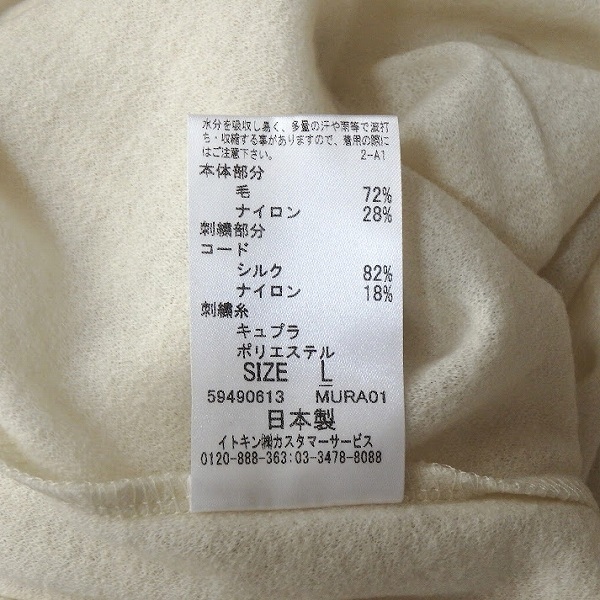 水分を吸収し易く、多量の汗や雨等で波打
ち・収縮する事がありますので、着用の際に
はご注意下さい。 2-A1
本体部分
毛 72%
ナイロン 28%
刺繍部分
コード
シルク 82%
ナイロン 18%
刺繍糸
キュプラ
ポリエステル
SIZE L
59490613 MURA01
日本製
イトキン㈱カスタマーサービス
0120-888-363:03-3478-8088